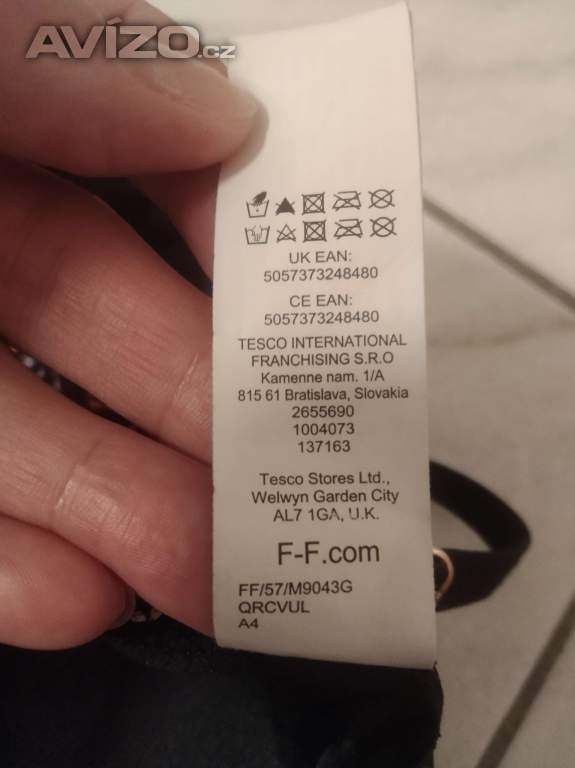 AVÍZO.cz
UK EAN:
5057373248480
CE EAN:
5057373248480
TESCO INTERNATIONAL
FRANCHISING S.R.O
Kamenne nam. 1/A
815 61 Bratislava, Slovakia
2655690
1004073
137163
Tesco Stores Ltd.,
Welwyn Garden City
AL7 1GA, U.K.
F-F.com
FF/57/M9043G
QRCVUL
A4